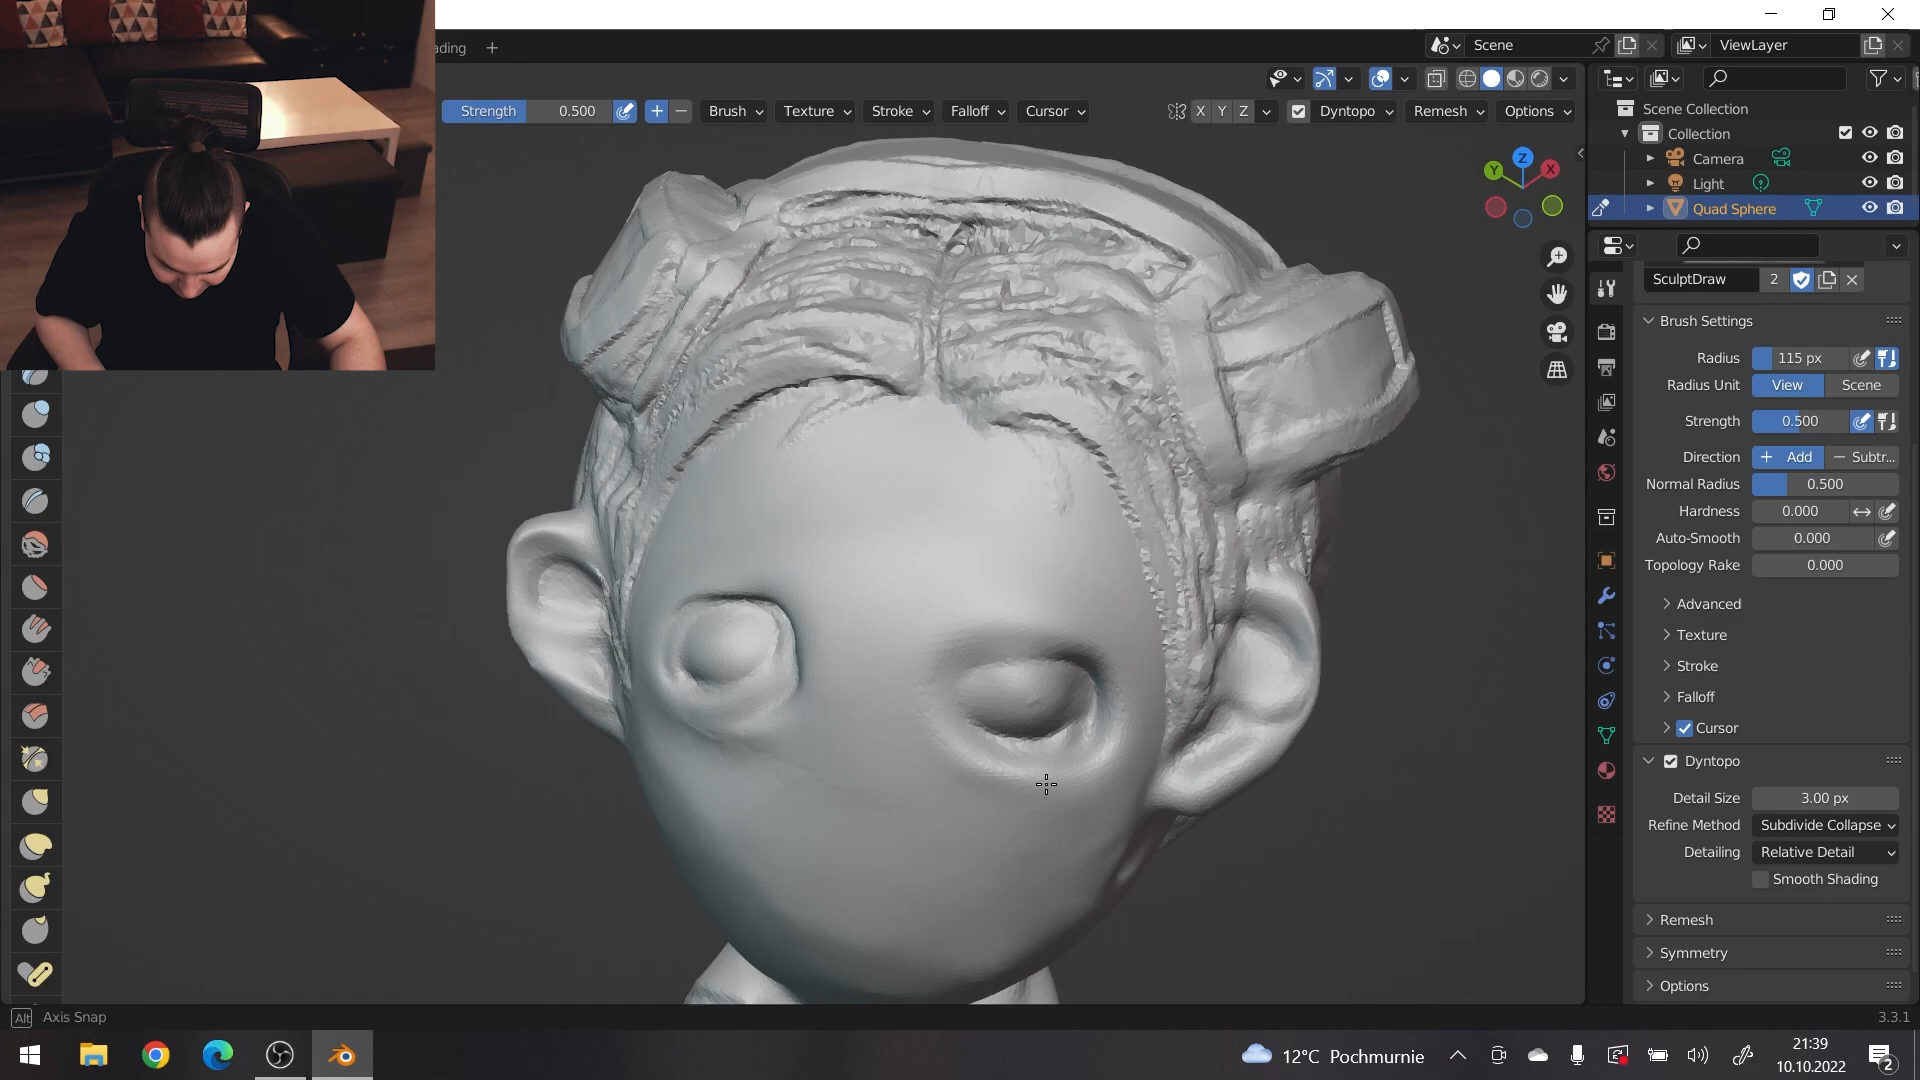 ading +
Scene
ViewLayer
Strength 0.500 Brush Texture Stroke Falloff Cursor X Y Z Dyntopo Remesh Options
Scene Collection
Collection
Camera
Light
Quad Sphere
Z
Y
X
SculptDraw 2
Brush Settings
Radius 115 px
Radius Unit View Scene
Strength 0.500
Direction + Add − Subtr...
Normal Radius 0.500
Hardness 0.000
Auto-Smooth 0.000
Topology Rake 0.000
Advanced
Texture
Stroke
Falloff
Cursor
Dyntopo
Detail Size 3.00 px
Refine Method Subdivide Collapse
Detailing Relative Detail
Smooth Shading
Remesh
Symmetry
Options
Alt Axis Snap
3.3.1
12°C Pochmurnie
21:39
10.10.2022
2